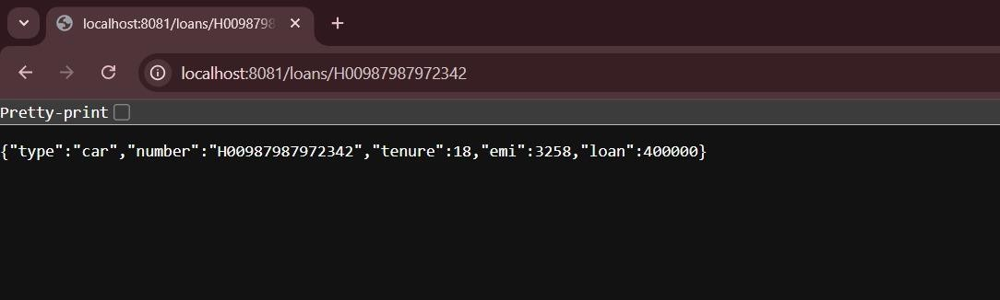 localhost:8081/loans/H0098798
localhost:8081/loans/H00987987972342
Pretty-print
{"type":"car","number":"H00987987972342","tenure":18,"emi":3258,"loan":400000}